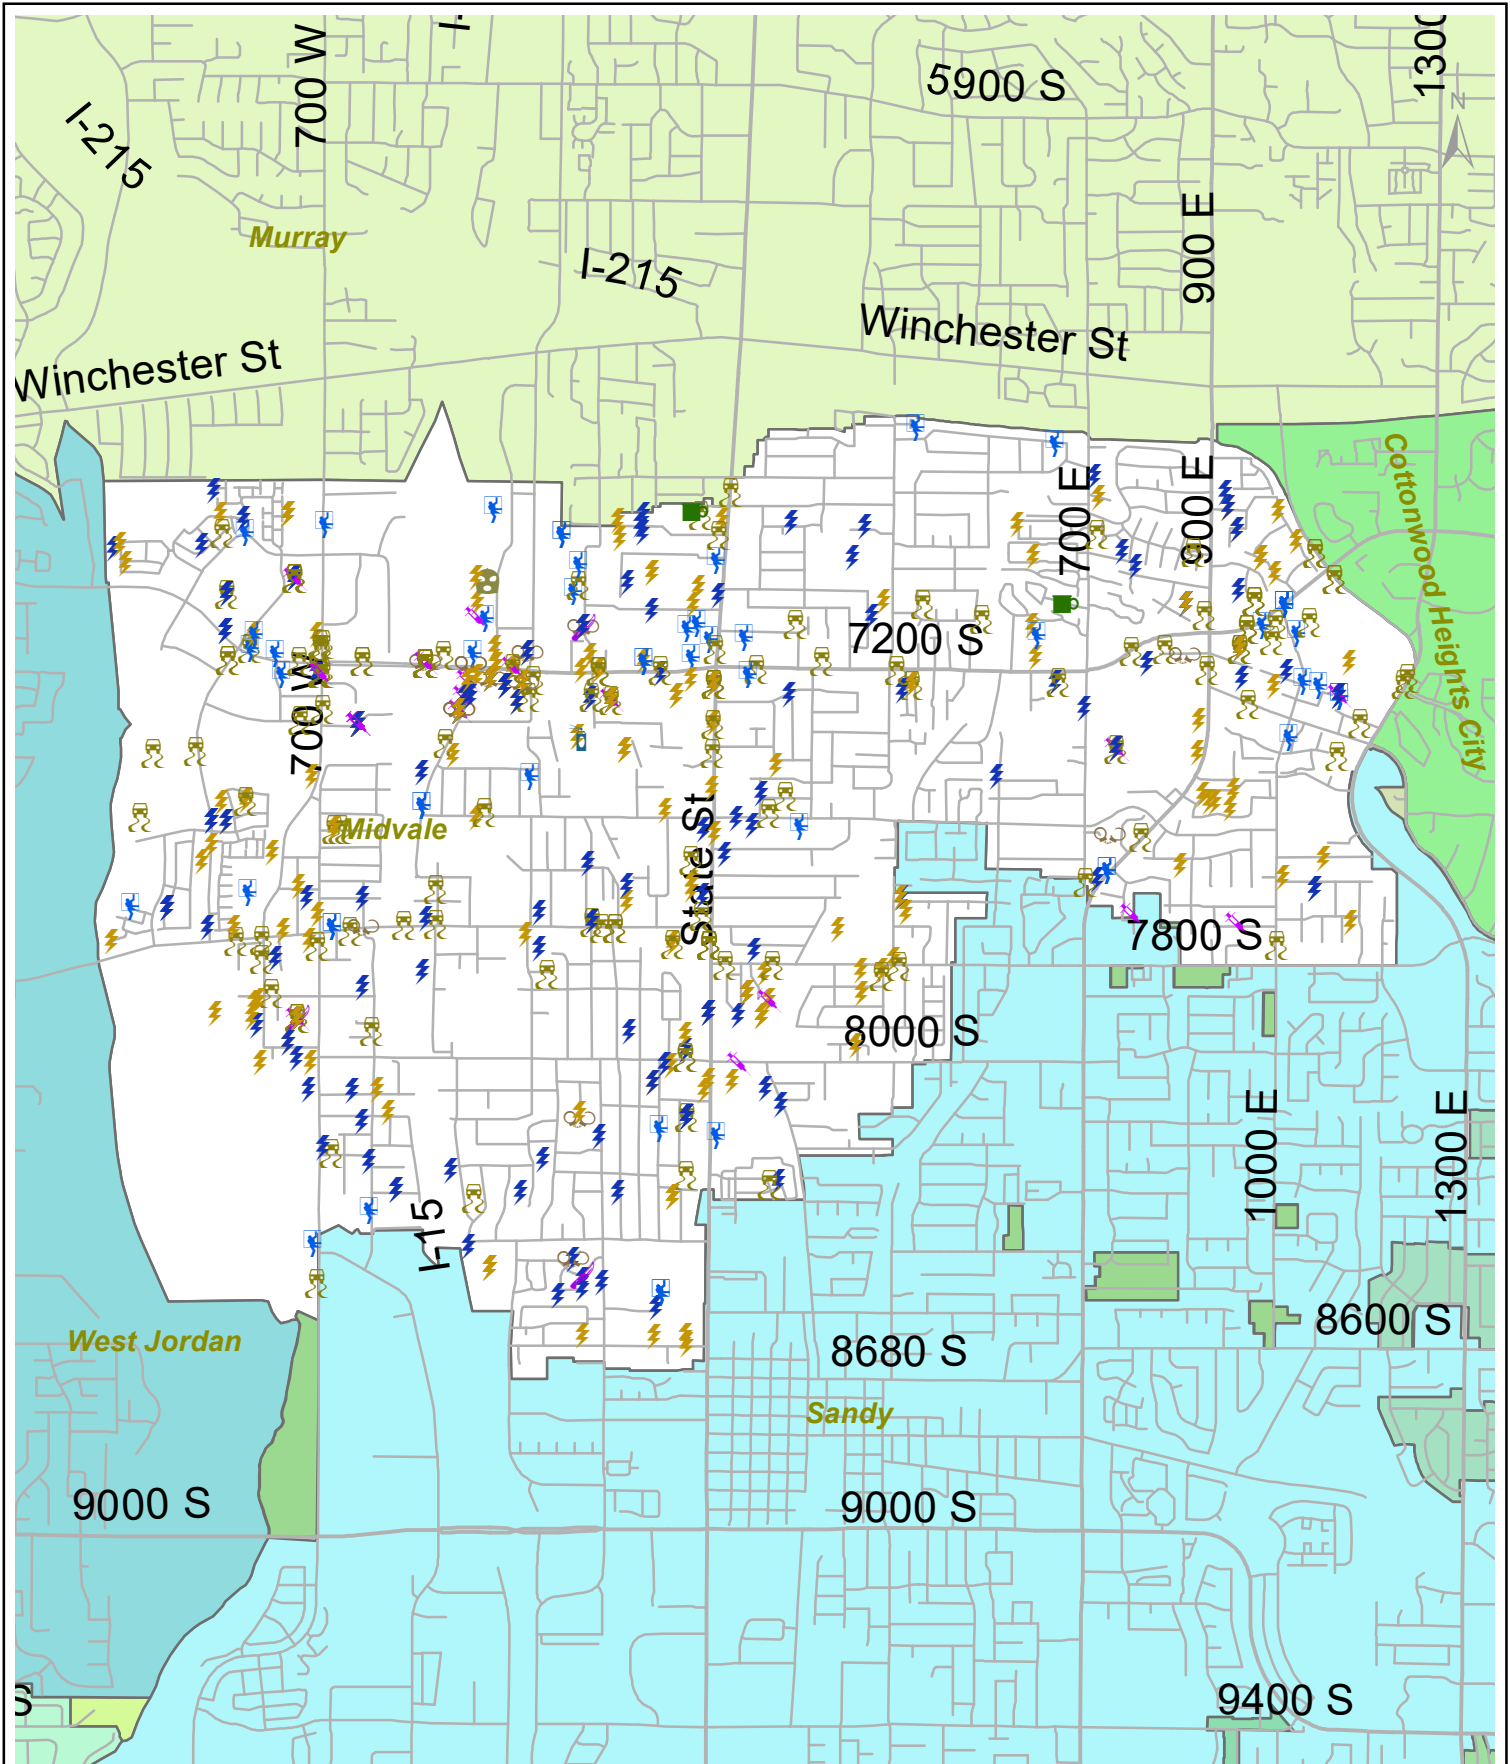 I-
1300
700 W
5900 S
N
I-215
900 E
Murray
I-215
Winchester St
Winchester St
Cottonwood Heights City
900 E
700 E
7200 S
700 W
State St
Midvale
7800 S
8000 S
1000 E
1300 E
I-15
8600 S
West Jordan
8680 S
Sandy
9000 S
9000 S
S
9400 S